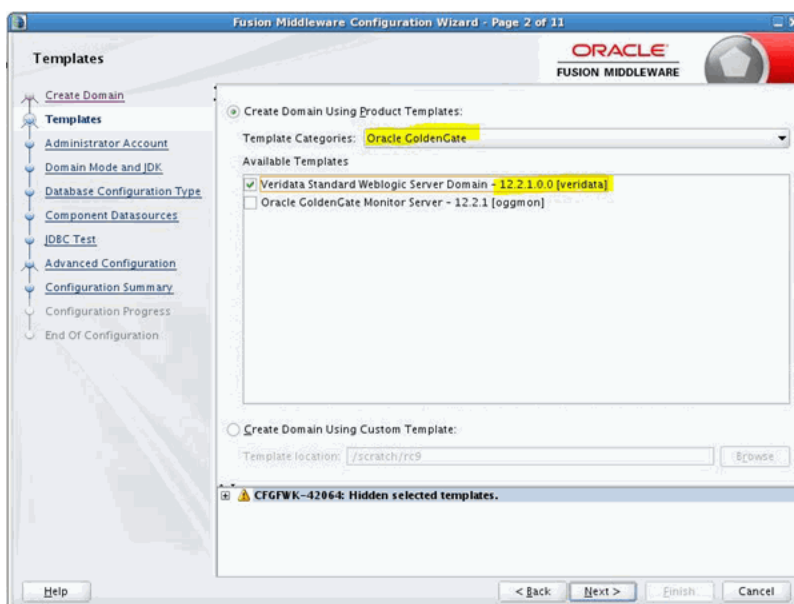 Fusion Middleware Configuration Wizard - Page 2 of 11
Templates
ORACLE
FUSION MIDDLEWARE
Create Domain
Templates
Administrator Account
Domain Mode and JDK
Database Configuration Type
Component Datasources
JDBC Test
Advanced Configuration
Configuration Summary
Configuration Progress
End Of Configuration
Create Domain Using Product Templates:
Template Categories: Oracle GoldenGate
Available Templates
Veridata Standard Weblogic Server Domain - 12.2.1.0.0 [veridata]
Oracle GoldenGate Monitor Server - 12.2.1 [oggmon]
Create Domain Using Custom Template:
Template location: /scratch/rc9 Browse
CFGFWK-42064: Hidden selected templates.
Help < Back Next > Finish Cancel